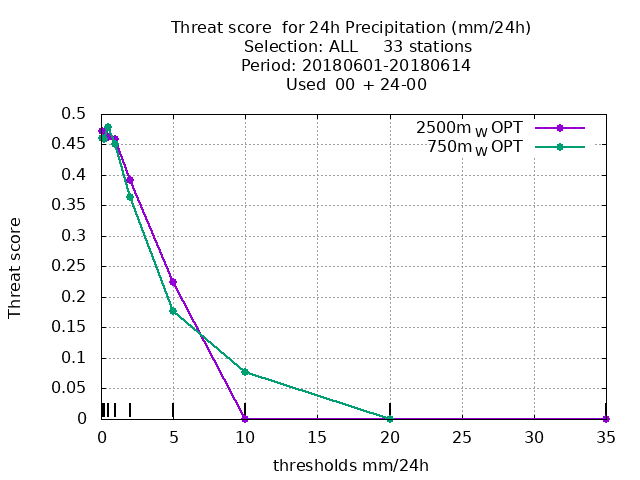 Threat score  for 24h Precipitation (mm/24h)
Selection: ALL     33 stations
Period: 20180601-20180614
Used  00  + 24-00
2500m W OPT
750m W OPT
0.5
0.45
0.4
0.35
0.3
0.25
0.2
0.15
0.1
0.05
0
Threat score
0 5 10 15 20 25 30 35
thresholds mm/24h